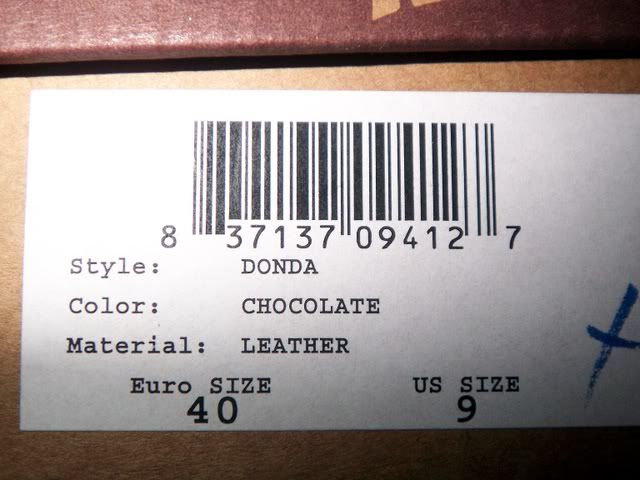 8 37137 09412 7
Style: DONDA
Color: CHOCOLATE
Material: LEATHER
Euro SIZE US SIZE
40 9